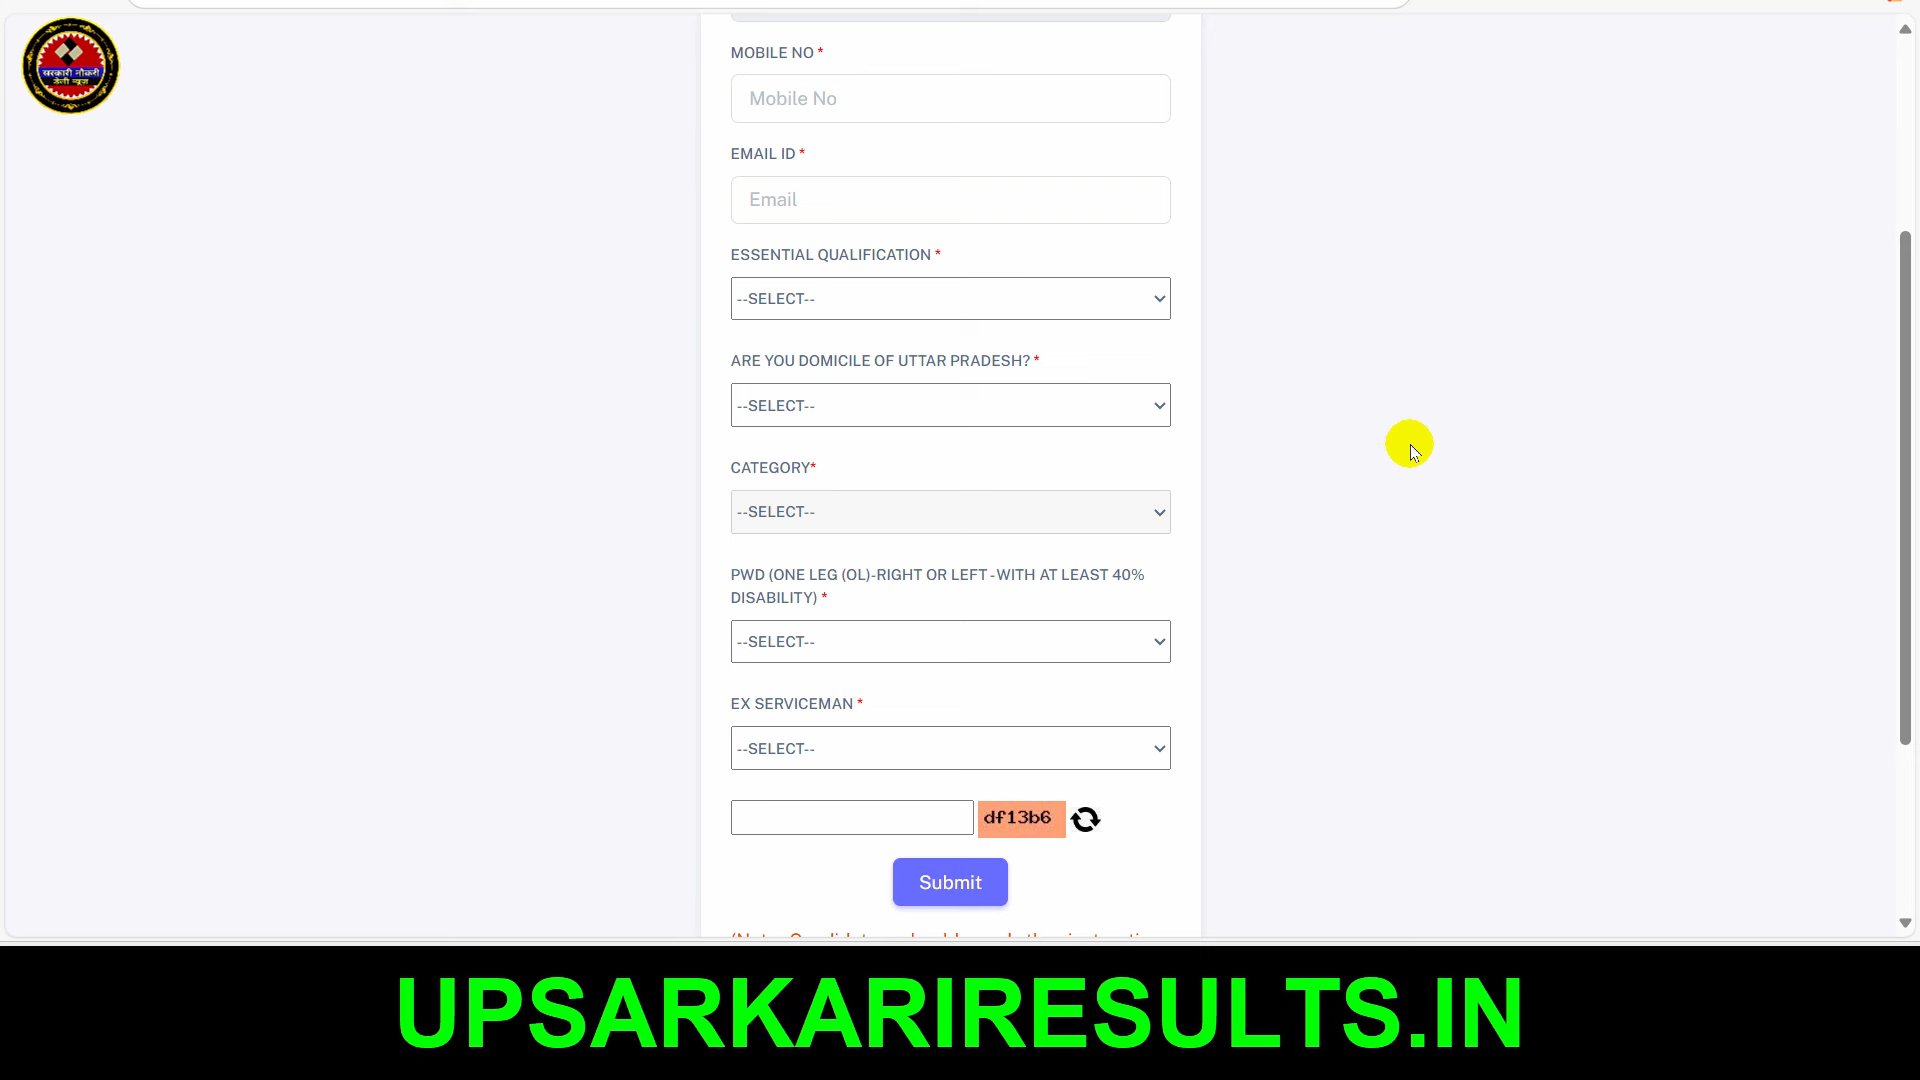 सरकारी नौकरी
डेली न्यूज
MOBILE NO *
Mobile No
EMAIL ID *
Email
ESSENTIAL QUALIFICATION *
--SELECT--
ARE YOU DOMICILE OF UTTAR PRADESH? *
--SELECT--
CATEGORY*
--SELECT--
PWD (ONE LEG (OL)-RIGHT OR LEFT - WITH AT LEAST 40%
DISABILITY) *
--SELECT--
EX SERVICEMAN *
--SELECT--
df13b6
Submit
UPSARKARIRESULTS.IN